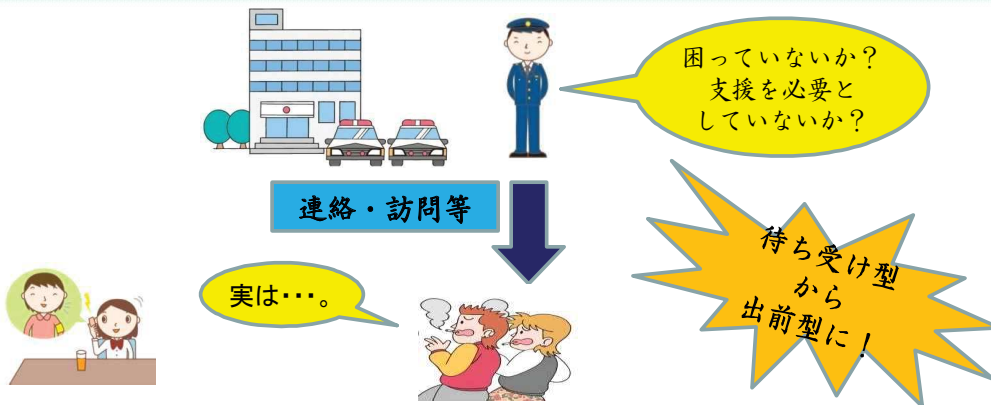 困っていないか？
支援を必要と
していないか？
連絡・訪問等
待ち受け型
から
出前型に！
実は･･･。